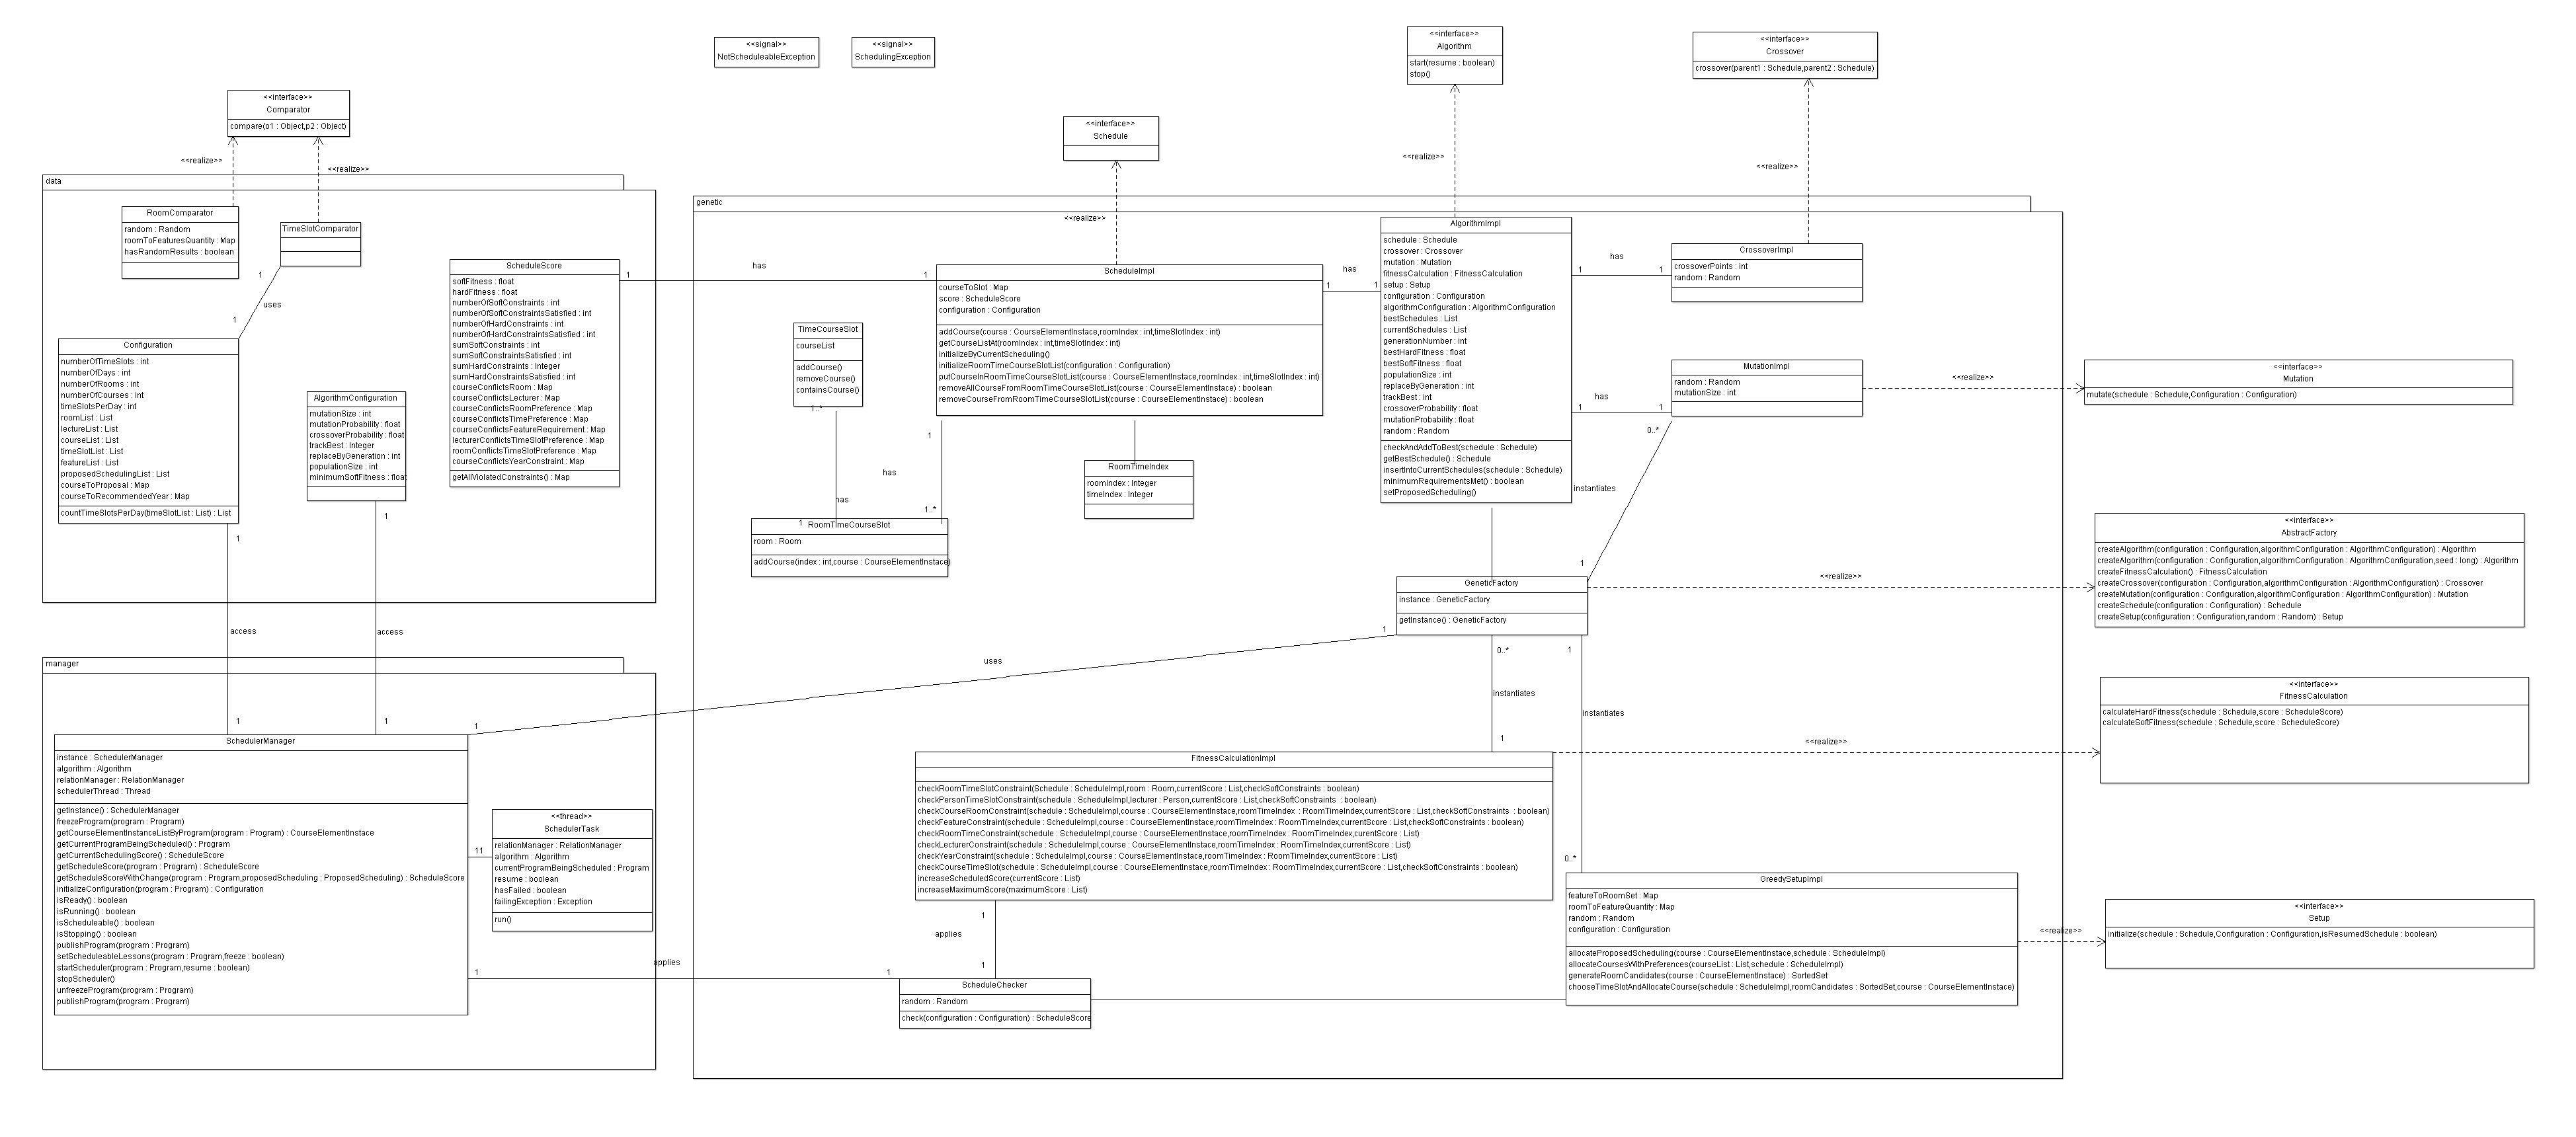 <<signal>>
NotScheduleableException
<<signal>>
SchedulingException
<<interface>>
Algorithm
start(resume : boolean)
stop()
<<interface>>
Crossover
crossover(parent1 : Schedule,parent2 : Schedule)
<<interface>>
Comparator
compare(o1 : Object,p2 : Object)
<<interface>>
Schedule
<<realize>>
<<realize>>
<<realize>>
<<realize>>
<<realize>>
data
RoomComparator
random : Random
roomToFeaturesQuantity : Map
hasRandomResults : boolean
TimeSlotComparator
1
uses
1
Configuration
numberOfTimeSlots : int
numberOfDays : int
numberOfRooms : int
numberOfCourses : int
timeSlotsPerDay : int
roomList : List
lectureList : List
courseList : List
timeSlotList : List
featureList : List
proposedSchedulingList : List
courseToProposal : Map
courseToRecommendedYear : Map
countTimeSlotsPerDay(timeSlotList : List) : List
AlgorithmConfiguration
mutationSize : int
mutationProbability : float
crossoverProbability : float
trackBest : Integer
replaceByGeneration : int
populationSize : int
minimumSoftFitness : float
ScheduleScore
softFitness : float
hardFitness : float
numberOfSoftConstraints : int
numberOfSoftConstraintsSatisfied : int
numberOfHardConstraints : int
numberOfHardConstraintsSatisfied : int
sumSoftConstraints : int
sumSoftConstraintsSatisfied : int
sumHardConstraints : Integer
sumHardConstraintsSatisfied : int
courseConflictsRoom : Map
courseConflictsLecturer : Map
courseConflictsRoomPreference : Map
courseConflictsTimePreference : Map
courseConflictsFeatureRequirement : Map
lecturerConflictsTimeSlotPreference : Map
roomConflictsTimeSlotPreference : Map
courseConflictsYearConstraint : Map
getAllViolatedConstraints() : Map
1
has
1
genetic
ScheduleImpl
courseToSlot : Map
score : ScheduleScore
configuration : Configuration
addCourse(course : CourseElementInstace,roomIndex : int,timeSlotIndex : int)
getCourseListAt(roomIndex : int,timeSlotIndex : int)
initializeByCurrentScheduling()
initializeRoomTimeCourseSlotList(configuration : Configuration)
putCourseInRoomTimeCourseSlotList(course : CourseElementInstace,roomIndex : int,timeSlotIndex : int)
removeAllCourseFromRoomTimeCourseSlotList(course : CourseElementInstace) : boolean
removeCourseFromRoomTimeCourseSlotList(course : CourseElementInstace) : boolean
has
1
1
AlgorithmImpl
schedule : Schedule
crossover : Crossover
mutation : Mutation
fitnessCalculation : FitnessCalculation
setup : Setup
configuration : Configuration
algorithmConfiguration : AlgorithmConfiguration
bestSchedules : List
currentSchedules : List
generationNumber : int
bestHardFitness : float
bestSoftFitness : float
populationSize : int
replaceByGeneration : int
trackBest : int
crossoverProbability : float
mutationProbability : float
random : Random
checkAndAddToBest(schedule : Schedule)
getBestSchedule() : Schedule
insertIntoCurrentSchedules(schedule : Schedule)
minimumRequirementsMet() : boolean
setProposedScheduling()
has
1
1
CrossoverImpl
crossoverPoints : int
random : Random
has
1
1
MutationImpl
random : Random
mutationSize : int
0..*
<<realize>>
<<interface>>
Mutation
mutate(schedule : Schedule,Configuration : Configuration)
TimeCourseSlot
courseList
addCourse()
removeCourse()
containsCourse()
1..*
has
1
1
has
1..*
RoomTimeCourseSlot
room : Room
addCourse(index : int,course : CourseElementInstace)
RoomTimeIndex
roomIndex : Integer
timeIndex : Integer
instantiates
1
GeneticFactory
instance : GeneticFactory
getInstance() : GeneticFactory
<<realize>>
<<interface>>
AbstractFactory
createAlgorithm(configuration : Configuration,algorithmConfiguration : AlgorithmConfiguration) : Algorithm
createAlgorithm(configuration : Configuration,algorithmConfiguration : AlgorithmConfiguration,seed : long) : Algorithm
createFitnessCalculation() : FitnessCalculation
createCrossover(configuration : Configuration,algorithmConfiguration : AlgorithmConfiguration) : Crossover
createMutation(configuration : Configuration,algorithmConfiguration : AlgorithmConfiguration) : Mutation
createSchedule(configuration : Configuration) : Schedule
createSetup(configuration : Configuration,random : Random) : Setup
1
access
1
1
access
1
1
uses
1
0..*
instantiates
1
1
instantiates
0..*
manager
SchedulerManager
instance : SchedulerManager
algorithm : Algorithm
relationManager : RelationManager
schedulerThread : Thread
getInstance() : SchedulerManager
freezeProgram(program : Program)
getCourseElementInstanceListByProgram(program : Program) : CourseElementInstace
getCurrentProgramBeingScheduled() : Program
getCurrentSchedulingScore() : ScheduleScore
getScheduleScore(program : Program) : ScheduleScore
getScheduleScoreWithChange(program : Program,proposedScheduling : ProposedScheduling) : ScheduleScore
initializeConfiguration(program : Program) : Configuration
isReady() : boolean
isRunning() : boolean
isScheduleable() : boolean
isStopping() : boolean
publishProgram(program : Program)
setScheduleableLessons(program : Program,freeze : boolean)
startScheduler(program : Program,resume : boolean)
stopScheduler()
unfreezeProgram(program : Program)
publishProgram(program : Program)
11
<<thread>>
SchedulerTask
relationManager : RelationManager
algorithm : Algorithm
currentProgramBeingScheduled : Program
resume : boolean
hasFailed : boolean
failingException : Exception
run()
FitnessCalculationImpl
checkRoomTimeSlotConstraint(Schedule : ScheduleImpl,room : Room,currentScore : List,checkSoftConstraints : boolean)
checkPersonTimeSlotConstraint(schedule : ScheduleImpl,lecturer : Person,currentScore : List,checkSoftConstraints : boolean)
checkCourseRoomConstraint(schedule : ScheduleImpl,course : CourseElementInstace,roomTimeIndex : RoomTimeIndex,currentScore : List,checkSoftConstraints : boolean)
checkFeatureConstraint(schedule : ScheduleImpl,course : CourseElementInstace,roomTimeIndex : RoomTimeIndex,curentScore : List,checkSoftConstraints : boolean)
checkRoomTimeConstraint(schedule : ScheduleImpl,course : CourseElementInstace,roomTimeIndex : RoomTimeIndex,curentScore : List)
checkLecturerConstraint(schedule : ScheduleImpl,course : CourseElementInstace,roomTimeIndex : RoomTimeIndex,currentScore : List)
checkYearConstraint(schedule : ScheduleImpl,course : CourseElementInstace,roomTimeIndex : RoomTimeIndex,currentScore : List)
checkCourseTimeSlot(schedule : ScheduleImpl,course : CourseElementInstace,roomTimeIndex : RoomTimeIndex,currentScore : List,checkSoftConstraints : boolean)
increaseScheduledScore(currentScore : List)
increaseMaximumScore(maximumScore : List)
<<realize>>
<<interface>>
FitnessCalculation
calculateHardFitness(schedule : Schedule,score : ScheduleScore)
calculateSoftFitness(schedule : Schedule,score : ScheduleScore)
1
applies
1
1
applies
1
ScheduleChecker
random : Random
check(configuration : Configuration) : ScheduleScore
GreedySetupImpl
featureToRoomSet : Map
roomToFeatureQuantity : Map
random : Random
configuration : Configuration
allocateProposedScheduling(course : CourseElementInstace,schedule : ScheduleImpl)
allocateCoursesWithPreferences(courseList : List,schedule : ScheduleImpl)
generateRoomCandidates(course : CourseElementInstace) : SortedSet
chooseTimeSlotAndAllocateCourse(schedule : ScheduleImpl,roomCandidates : SortedSet,course : CourseElementInstace)
<<realize>>
<<interface>>
Setup
initialize(schedule : Schedule,Configuration : Configuration,isResumedSchedule : boolean)